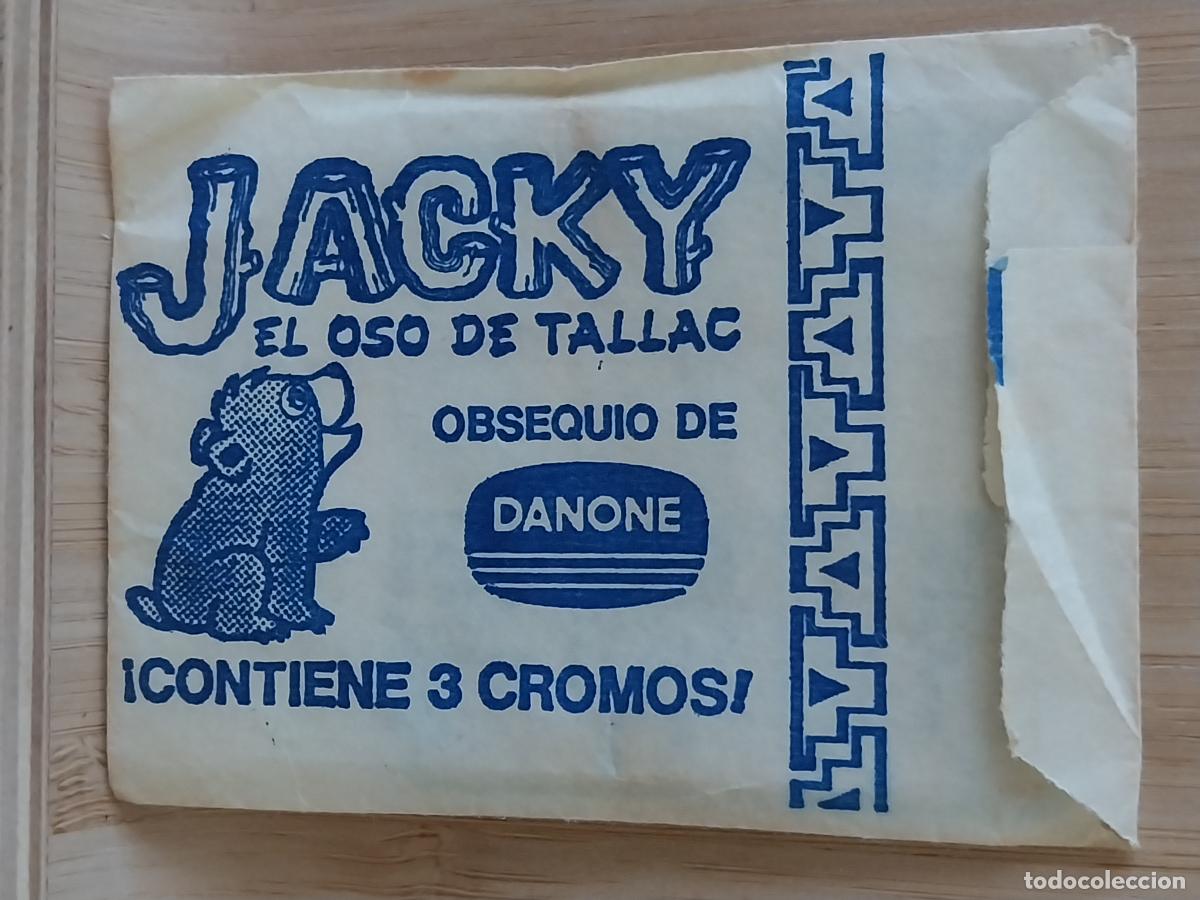 JACKY
EL OSO DE TALLAC
OBSEQUIO DE
DANONE
¡CONTIENE 3 CROMOS!
todocoleccion